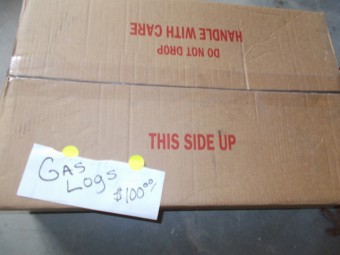 HANDLE WITH CARE
DO NOT DROP
THIS SIDE UP
Gas
Logs
$100.00